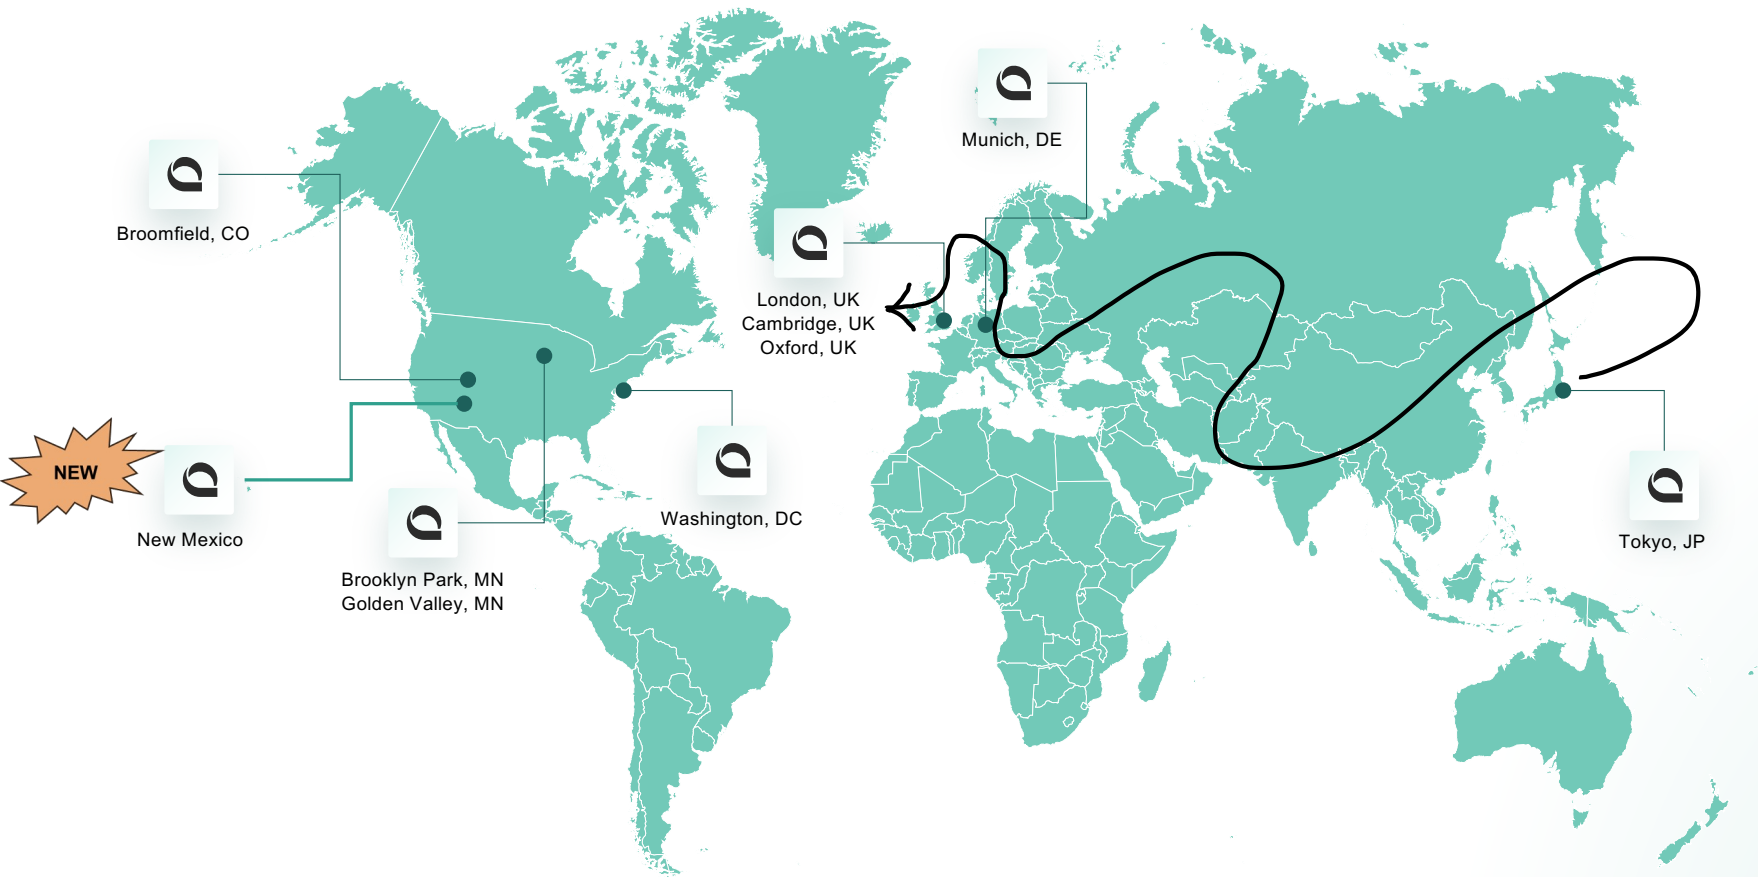 Munich, DE
Broomfield, CO
London, UK
Cambridge, UK
Oxford, UK
NEW
New Mexico
Washington, DC
Brooklyn Park, MN
Golden Valley, MN
Tokyo, JP